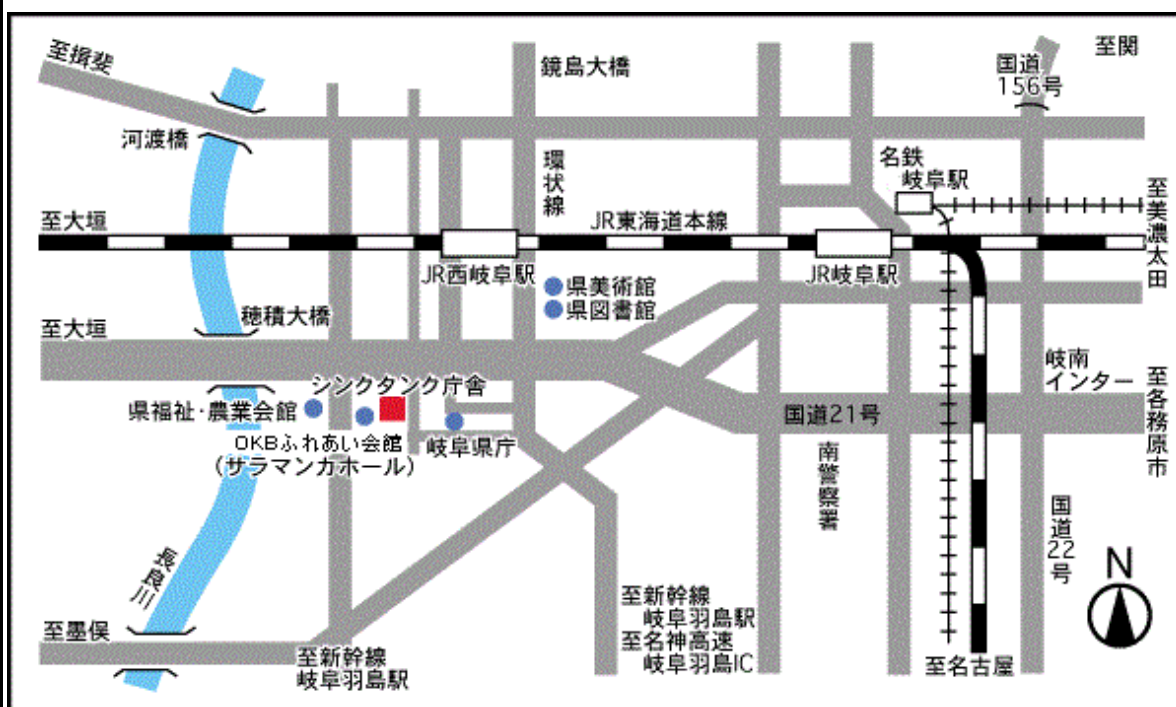 至揖斐
鏡島大橋
国道
156号
至関
河渡橋
環状線
名鉄
岐阜駅
至美濃太田
至大垣
JR東海道本線
JR西岐阜駅
JR岐阜駅
県美術館
県図書館
穂積大橋
至大垣
岐南
インター
シンクタンク庁舎
県福祉・農業会館
国道21号
至各務原市
OKBふれあい会館
(サラマンカホール)
岐阜県庁
南警察署
国道22号
長良川
N
至新幹線
岐阜羽島駅
至名神高速
岐阜羽島IC
至墨俣
至新幹線
岐阜羽島駅
至名古屋